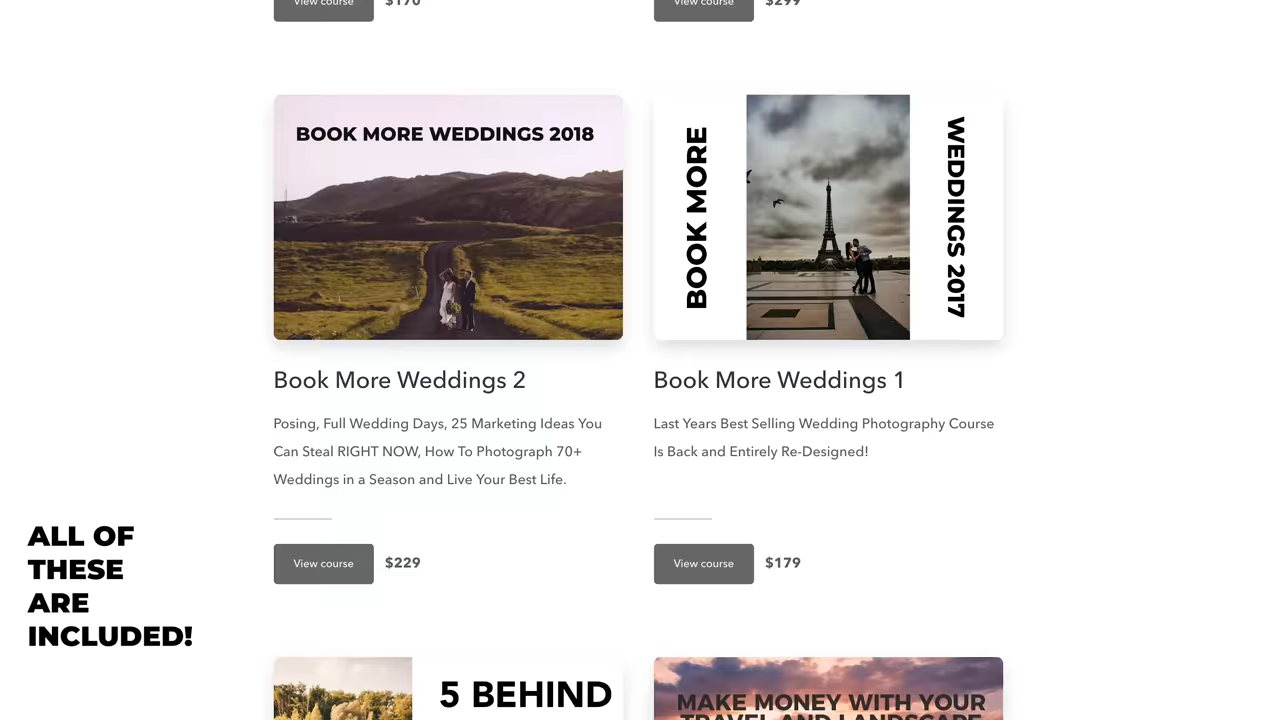 View course $170
View course $299
BOOK MORE WEDDINGS 2018
BOOK MORE
WEDDINGS 2017
Book More Weddings 2
Posing, Full Wedding Days, 25 Marketing Ideas You
Can Steal RIGHT NOW, How To Photograph 70+
Weddings in a Season and Live Your Best Life.
View course $229
Book More Weddings 1
Last Years Best Selling Wedding Photography Course
Is Back and Entirely Re-Designed!
View course $179
ALL OF
THESE
ARE
INCLUDED!
5 BEHIND
MAKE MONEY WITH YOUR
TRAVEL AND LANDSCAPE